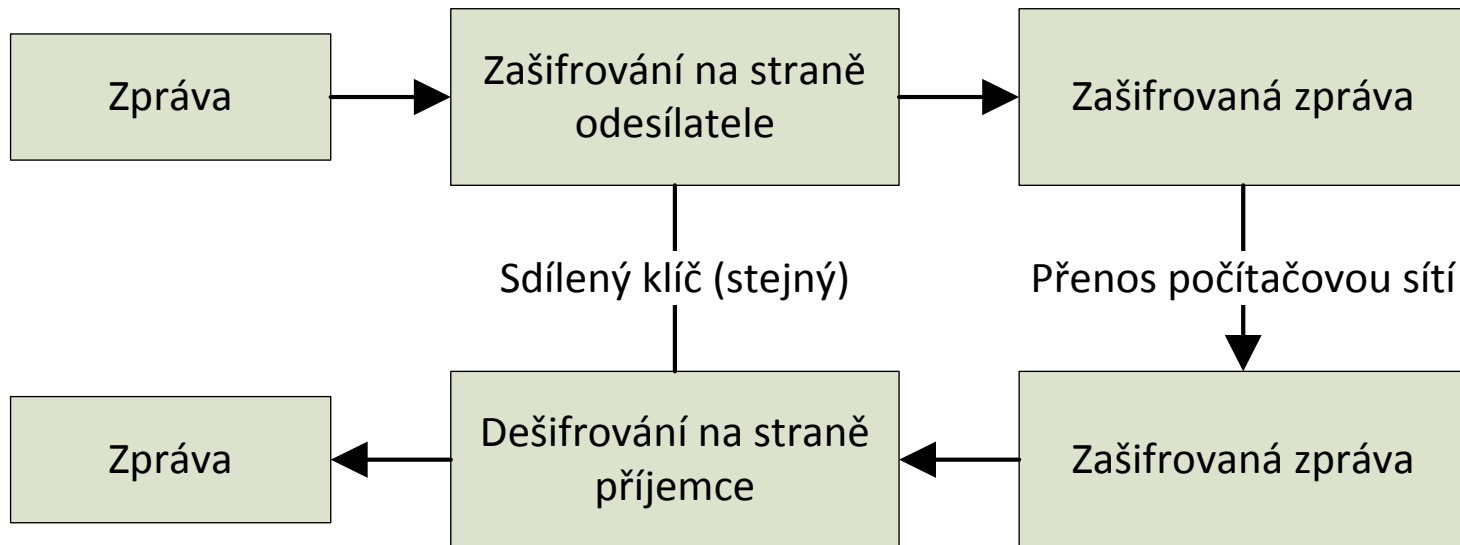 Zpráva
Zašifrování na straně
odesílatele
Zašifrovaná zpráva
Sdílený klíč (stejný)
Přenos počítačovou sítí
Zpráva
Dešifrování na straně
příjemce
Zašifrovaná zpráva